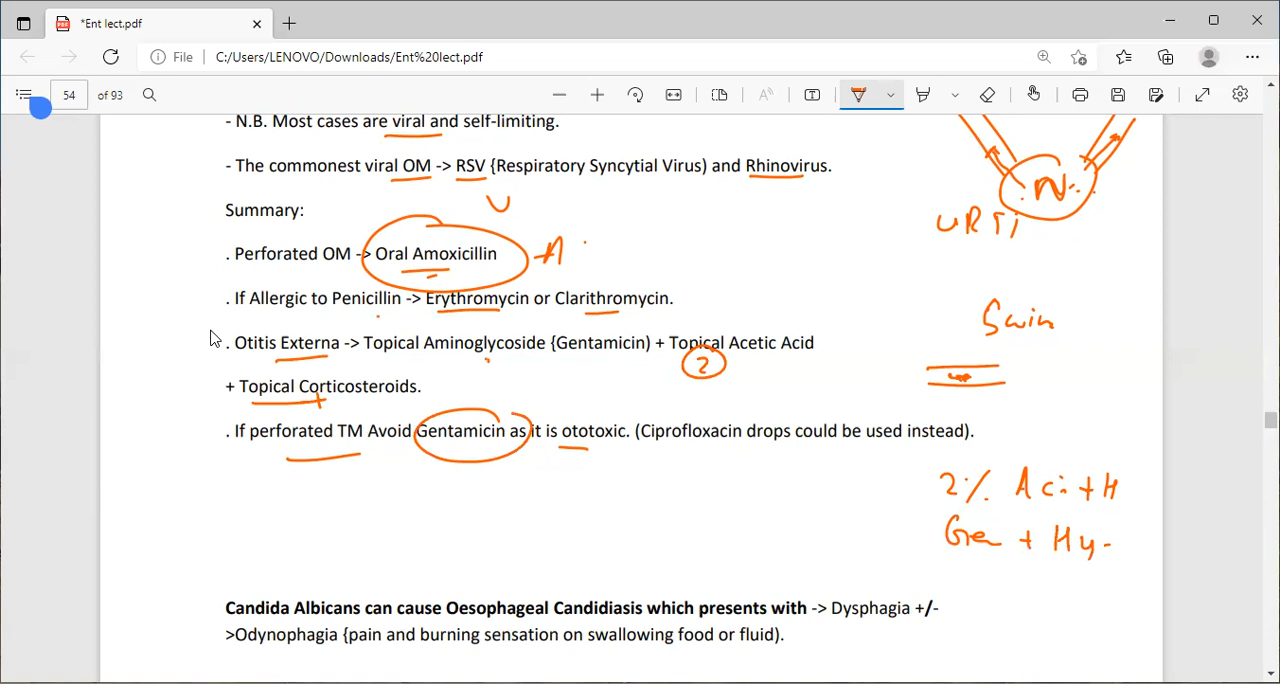 *Ent lect.pdf
File C:/Users/LENOVO/Downloads/Ent%20lect.pdf
54 of 93
- N.B. Most cases are viral and self-limiting.
- The commonest viral OM -> RSV {Respiratory Syncytial Virus) and Rhinovirus.
N
URTi
Summary:
. Perforated OM -> Oral Amoxicillin A
. If Allergic to Penicillin -> Erythromycin or Clarithromycin.
Swim
. Otitis Externa -> Topical Aminoglycoside {Gentamicin) + Topical Acetic Acid
2
+ Topical Corticosteroids.
. If perforated TM Avoid Gentamicin as it is ototoxic. (Ciprofloxacin drops could be used instead).
2% Aci + H
Gen + Hy-
Candida Albicans can cause Oesophageal Candidiasis which presents with -> Dysphagia +/-
>Odynophagia {pain and burning sensation on swallowing food or fluid).